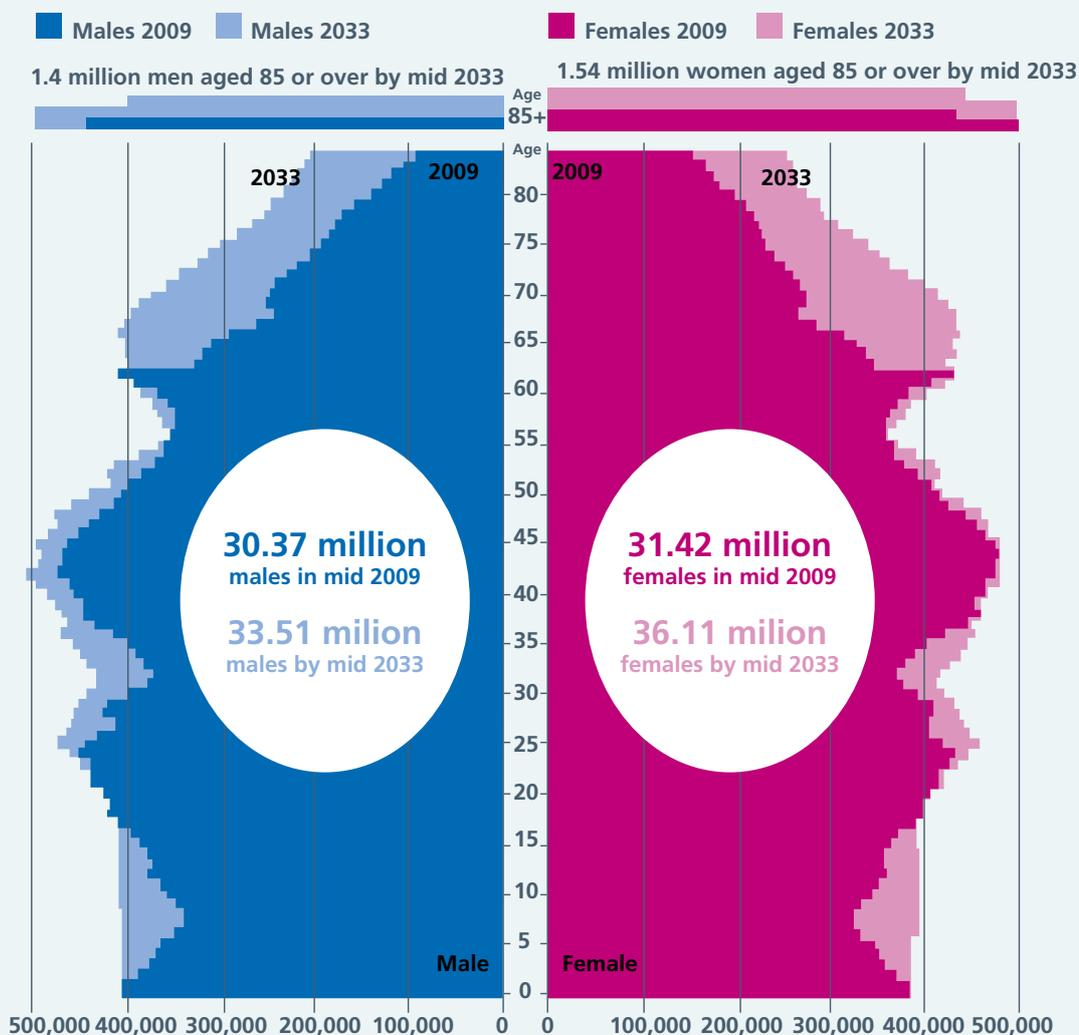 Males 2009 Males 2033 Females 2009 Females 2033
1.4 million men aged 85 or over by mid 2033
1.54 million women aged 85 or over by mid 2033
Age
85+
Age
2033 2009 2009 2033
80
75
70
65
60
55
50
45
40
35
30
25
20
15
10
5
0
30.37 million
males in mid 2009
33.51 milion
males by mid 2033
31.42 million
females in mid 2009
36.11 milion
females by mid 2033
Male Female
500,000 400,000 300,000 200,000 100,000 0 0 100,000 200,000 300,000 400,000 500,000